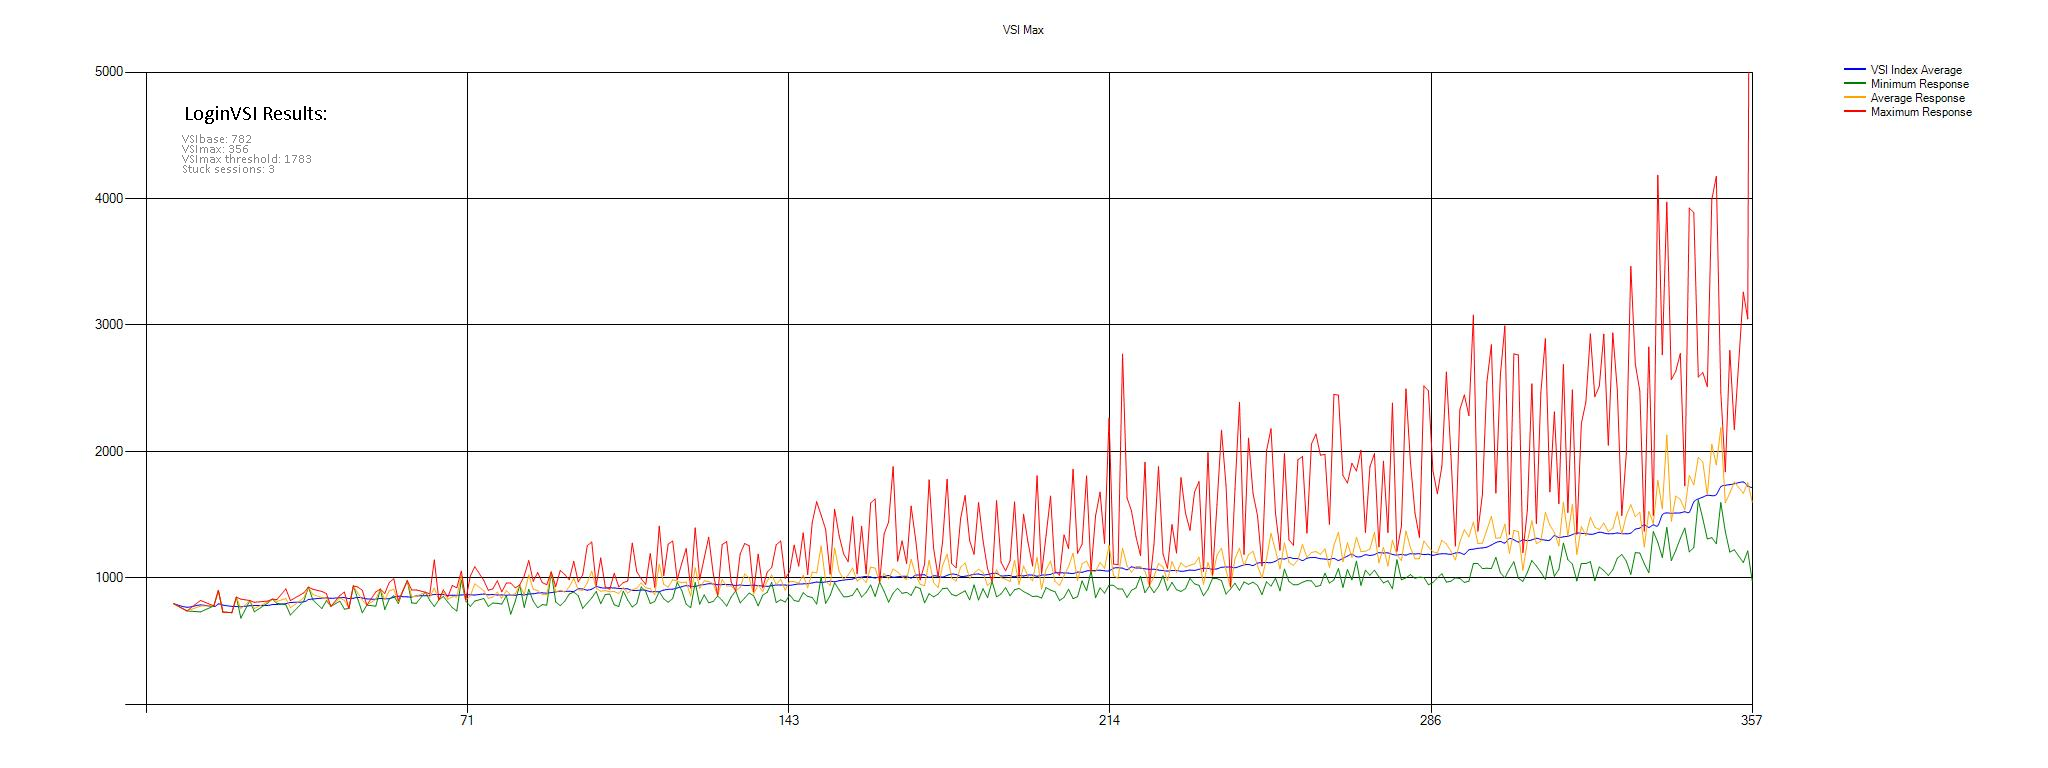 VSI Max
5000
4000
3000
2000
1000
LoginVSI Results:
VSIbase: 782
VSImax: 356
VSImax threshold: 1783
Stuck sessions: 3
VSI Index Average
Minimum Response
Average Response
Maximum Response
71
143
214
286
357